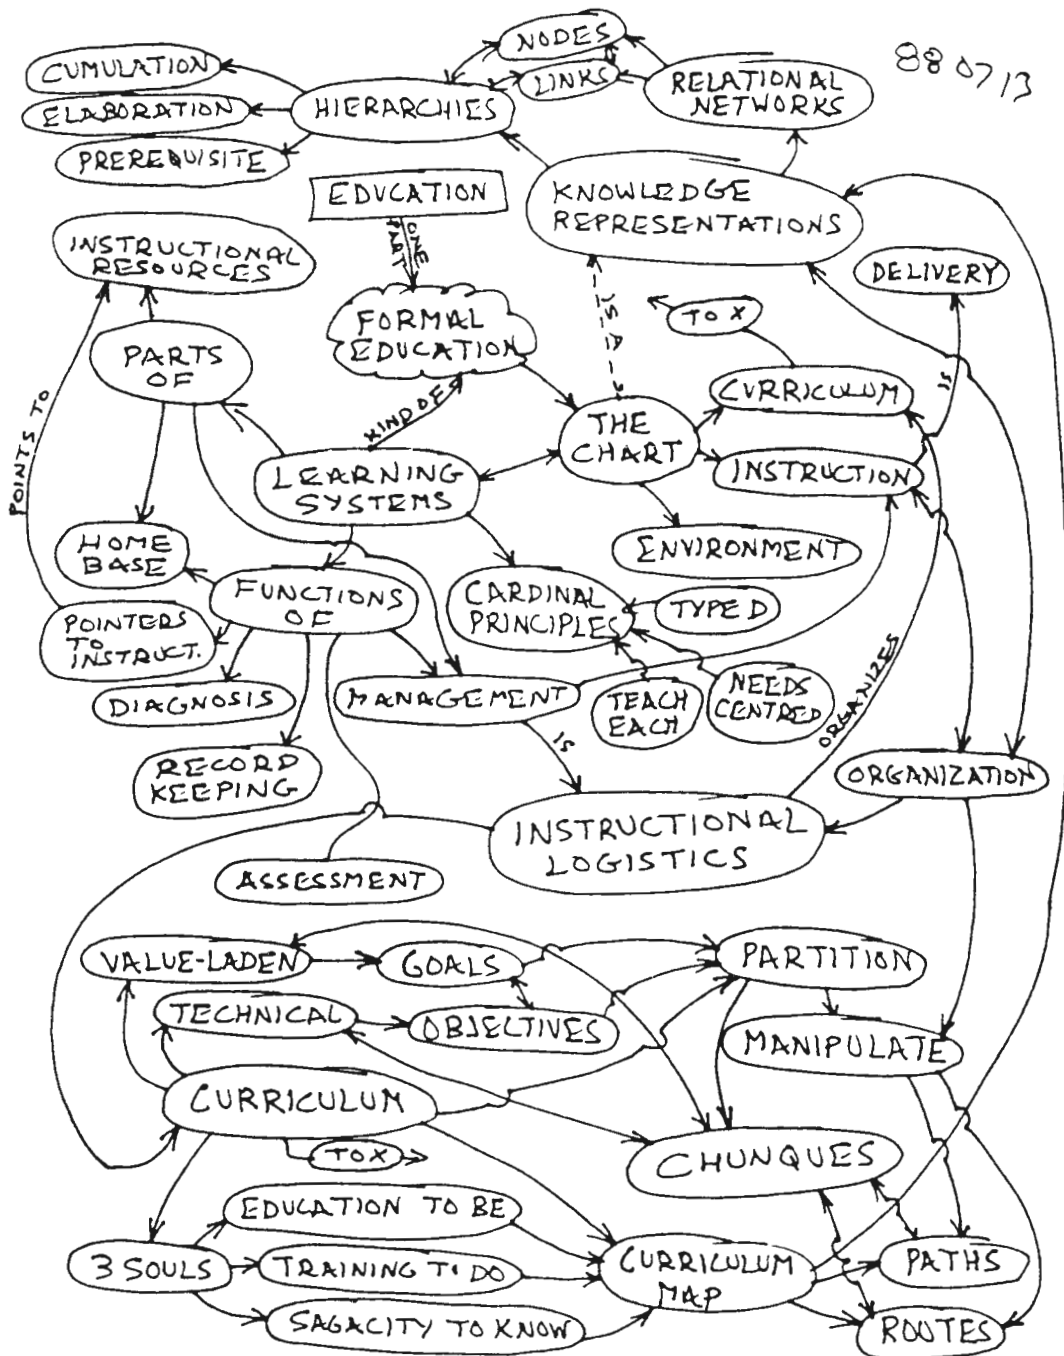 NODES
880713
CUMULATION
LINKS
RELATIONAL
NETWORKS
ELABORATION
HIERARCHIES
PREREQUISITE
EDUCATION
KNOWLEDGE
REPRESENTATIONS
INSTRUCTIONAL
RESOURCES
ONE
PART
DELIVERY
FORMAL
EDUCATION
IS A
TO X
PARTS
OF
CURRICULUM
IS
KIND OF
THE
CHART
POINTS TO
LEARNING
SYSTEMS
INSTRUCTION
HOME
BASE
ENVIRONMENT
FUNCTIONS
OF
CARDINAL
PRINCIPLES
TYPE D
POINTERS
TO
INSTRUCT.
DIAGNOSIS
MANAGEMENT
TEACH
EACH
NEEDS
CENTRED
ORGANIZES
IS
RECORD
KEEPING
ORGANIZATION
INSTRUCTIONAL
LOGISTICS
ASSESSMENT
VALUE-LADEN
GOALS
PARTITION
TECHNICAL
OBJECTIVES
MANIPULATE
CURRICULUM
TO X
CHUNQUES
EDUCATION TO BE
3 SOULS
TRAINING TO DO
CURRICULUM
MAP
PATHS
SAGACITY TO KNOW
ROUTES